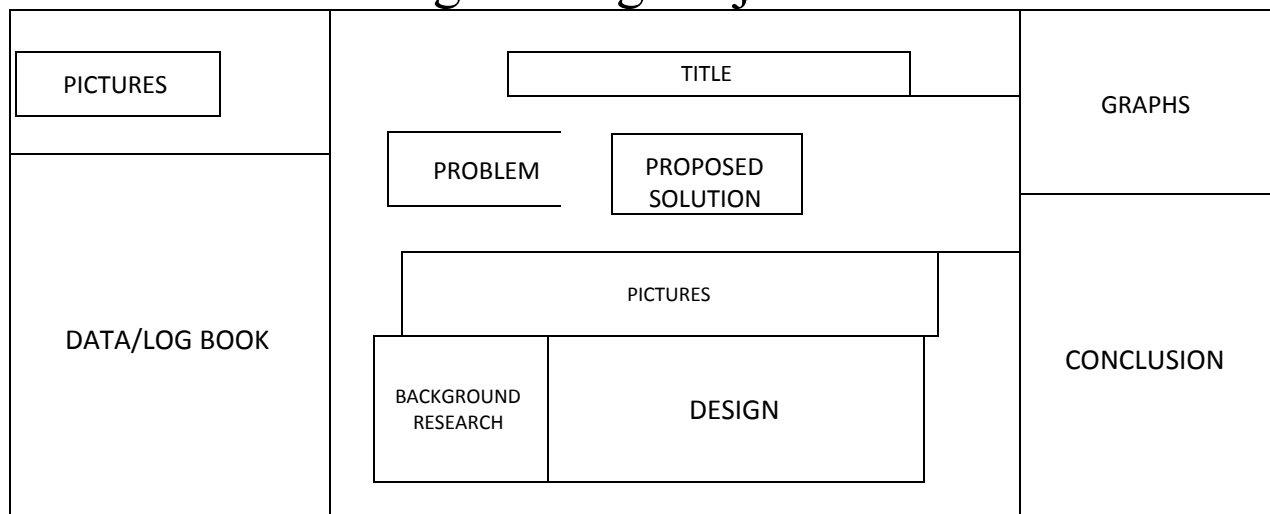 PICTURES
DATA/LOG BOOK
TITLE
PROBLEM
PROPOSED
SOLUTION
PICTURES
BACKGROUND
RESEARCH
DESIGN
GRAPHS
CONCLUSION